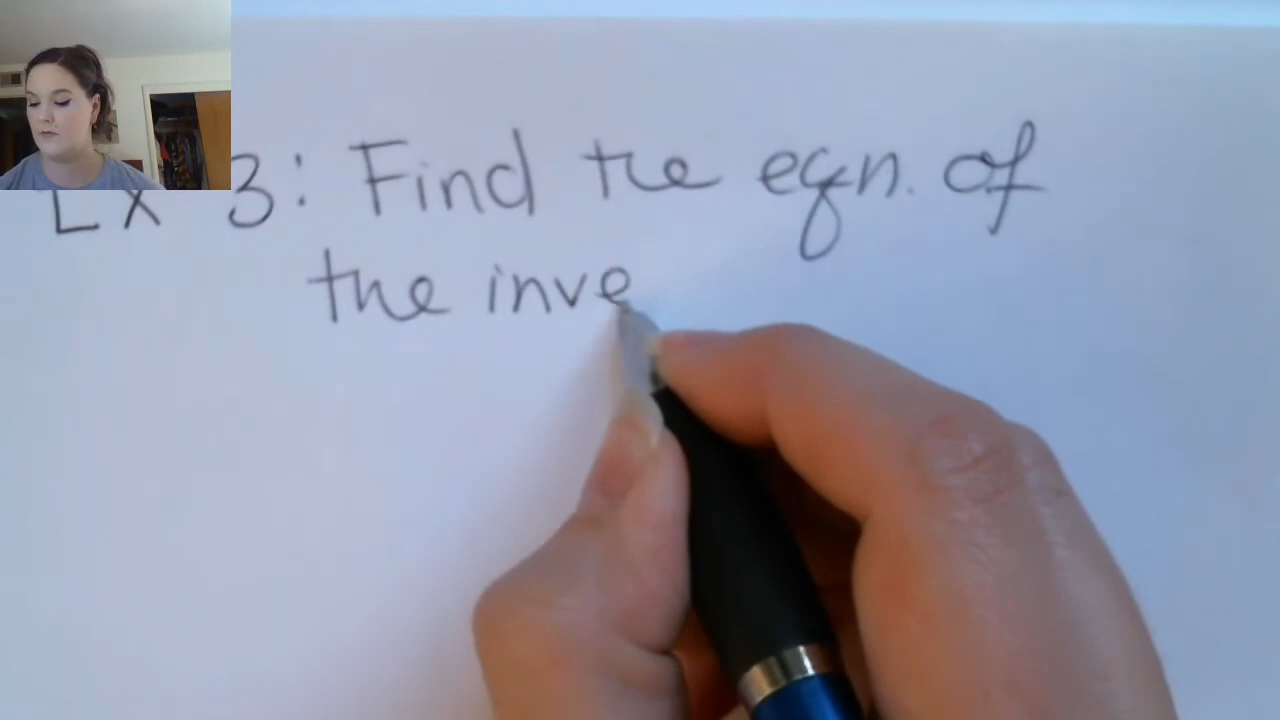 Ex 3: Find the eqn. of
the inve